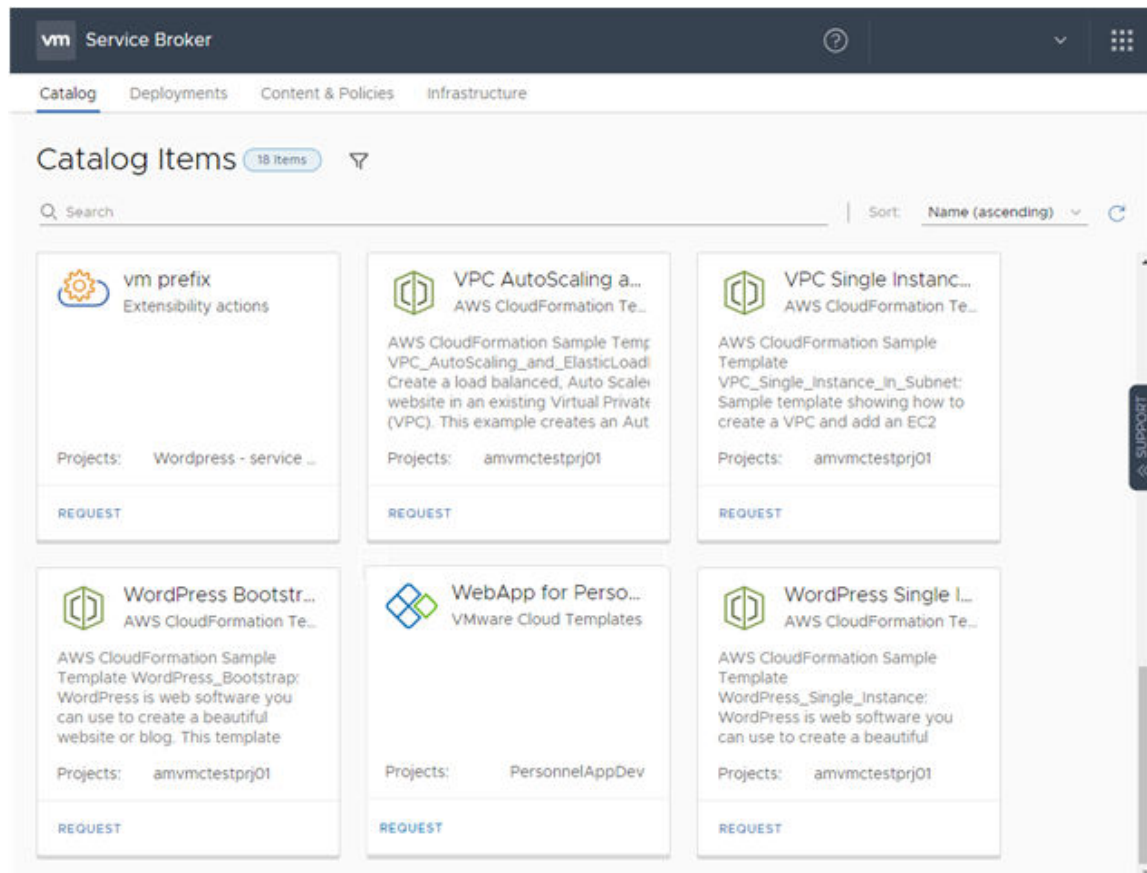 vm Service Broker
Catalog Deployments Content & Policies Infrastructure
Catalog Items 18 items
Search
Sort: Name (ascending)
vm prefix
Extensibility actions
Projects: Wordpress - service ...
REQUEST
VPC AutoScaling a...
AWS CloudFormation Te...
AWS CloudFormation Sample Temp
VPC_AutoScaling_and_ElasticLoad
Create a load balanced, Auto Scale
website in an existing Virtual Private
(VPC). This example creates an Aut
Projects: amvmctestprj01
REQUEST
VPC Single Instanc...
AWS CloudFormation Te...
AWS CloudFormation Sample
Template
VPC_Single_Instance_In_Subnet:
Sample template showing how to
create a VPC and add an EC2
Projects: amvmctestprj01
REQUEST
SUPPORT
WordPress Bootstr...
AWS CloudFormation Te...
AWS CloudFormation Sample
Template WordPress_Bootstrap:
WordPress is web software you
can use to create a beautiful
website or blog. This template
Projects: amvmctestprj01
REQUEST
WebApp for Perso...
VMware Cloud Templates
Projects: PersonnelAppDev
REQUEST
WordPress Single I...
AWS CloudFormation Te...
AWS CloudFormation Sample
Template
WordPress_Single_Instance:
WordPress is web software you
can use to create a beautiful
Projects: amvmctestprj01
REQUEST